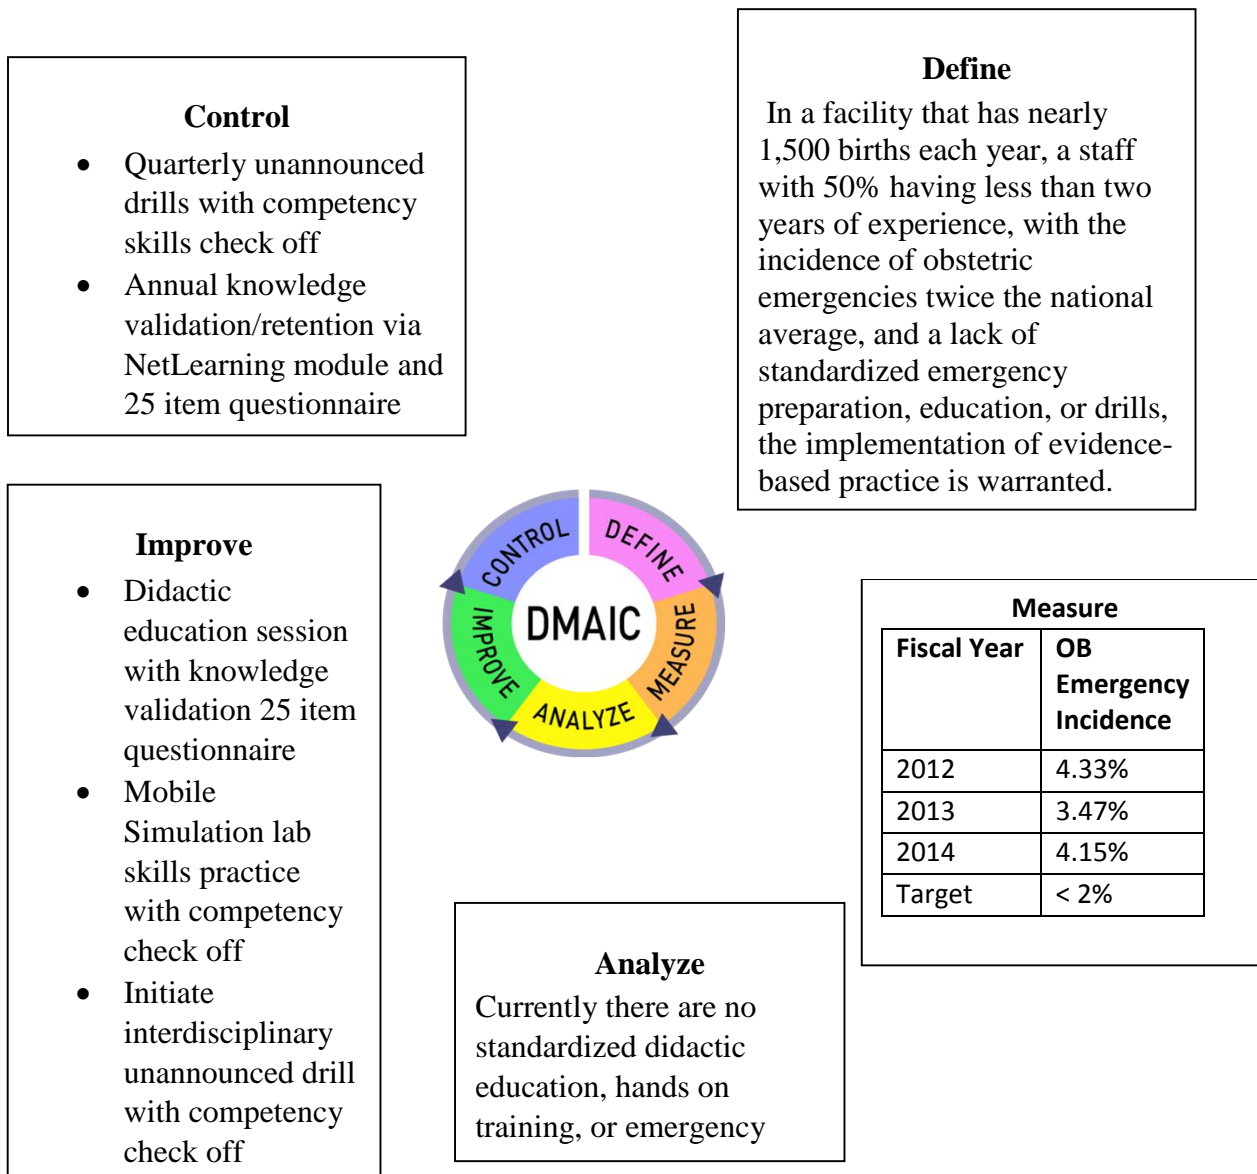 Control
• Quarterly unannounced
drills with competency
skills check off
• Annual knowledge
validation/retention via
NetLearning module and
25 item questionnaire
Define
In a facility that has nearly
1,500 births each year, a staff
with 50% having less than two
years of experience, with the
incidence of obstetric
emergencies twice the national
average, and a lack of
standardized emergency
preparation, education, or drills,
the implementation of evidence-
based practice is warranted.
Improve
• Didactic
education session
with knowledge
validation 25 item
questionnaire
• Mobile
Simulation lab
skills practice
with competency
check off
• Initiate
interdisciplinary
unannounced drill
with competency
check off
CONTROL
DEFINE
IMPROVE
DMAIC
MEASURE
ANALYZE
Measure
Fiscal Year OB
Emergency
Incidence
2012 4.33%
2013 3.47%
2014 4.15%
Target < 2%
Analyze
Currently there are no
standardized didactic
education, hands on
training, or emergency